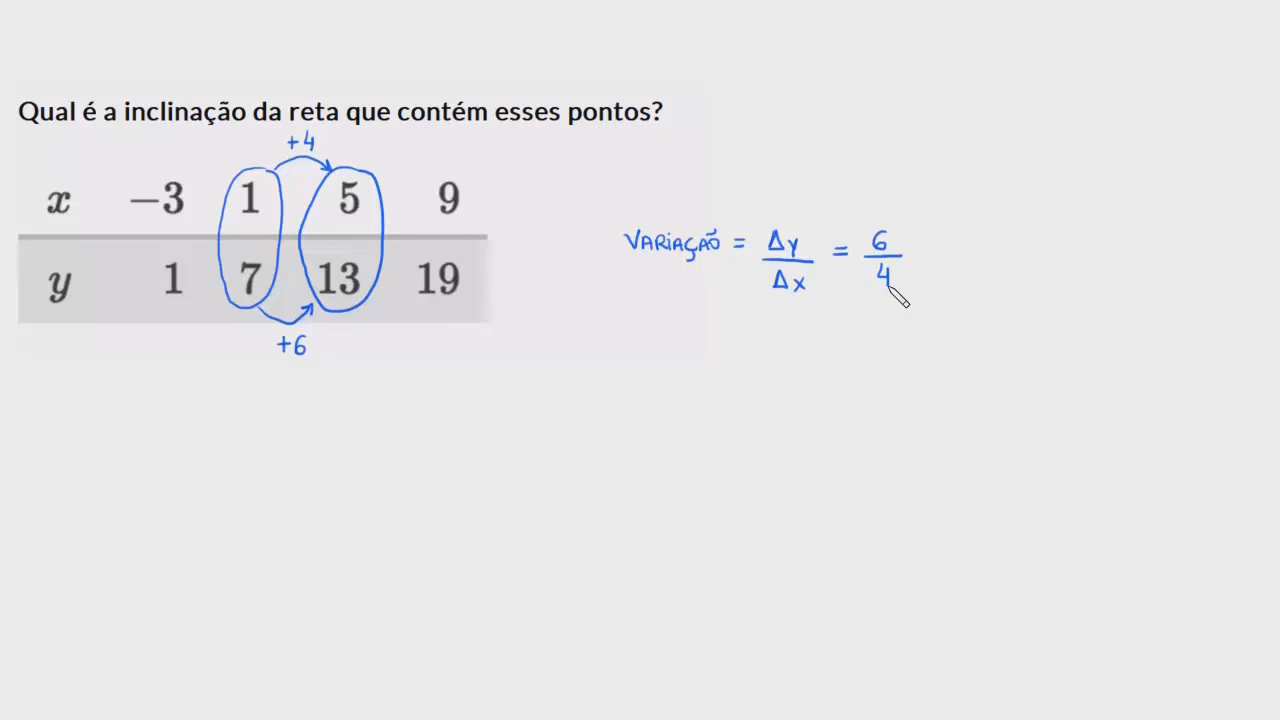 Qual é a inclinação da reta que contém esses pontos?
+4
x −3 1 5 9
y 1 7 13 19
+6
VARIAÇÃO = Δy/Δx = 6/4